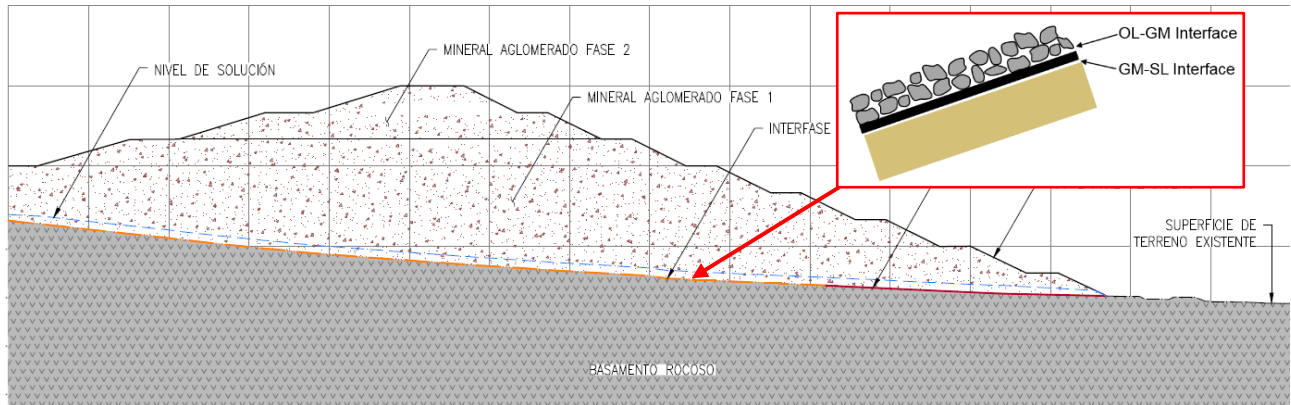 MINERAL AGLOMERADO FASE 2
NIVEL DE SOLUCIÓN
MINERAL AGLOMERADO FASE 1
INTERFASE
OL-GM Interface
GM-SL Interface
SUPERFICIE DE
TERRENO EXISTENTE
BASAMENTO ROCOSO